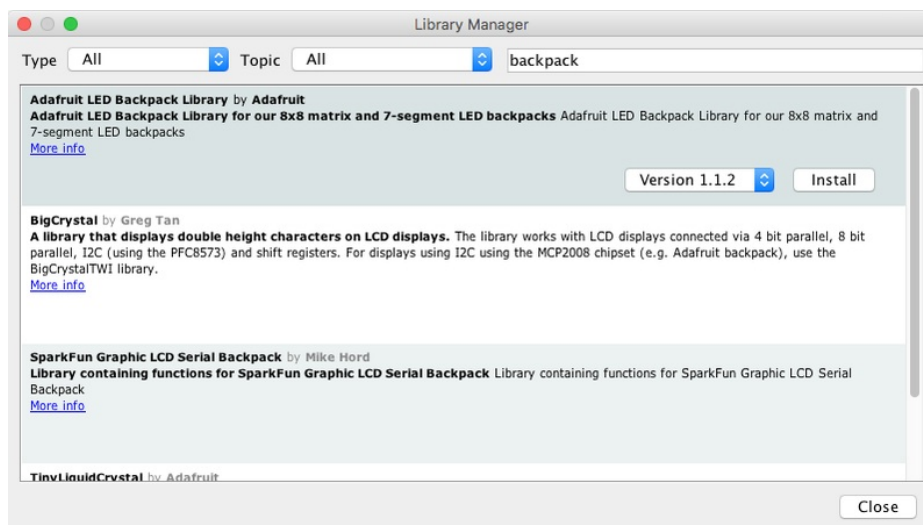 Library Manager
Type All Topic All backpack
Adafruit LED Backpack Library by Adafruit
Adafruit LED Backpack Library for our 8x8 matrix and 7-segment LED backpacks Adafruit LED Backpack Library for our 8x8 matrix and
7-segment LED backpacks
More info
Version 1.1.2 Install
BigCrystal by Greg Tan
A library that displays double height characters on LCD displays. The library works with LCD displays connected via 4 bit parallel, 8 bit
parallel, I2C (using the PFC8573) and shift registers. For displays using I2C using the MCP2008 chipset (e.g. Adafruit backpack), use the
BigCrystalTWI library.
More info
SparkFun Graphic LCD Serial Backpack by Mike Hord
Library containing functions for SparkFun Graphic LCD Serial Backpack Library containing functions for SparkFun Graphic LCD Serial
Backpack
More info
TinyLiquidCrystal by Adafruit
Close